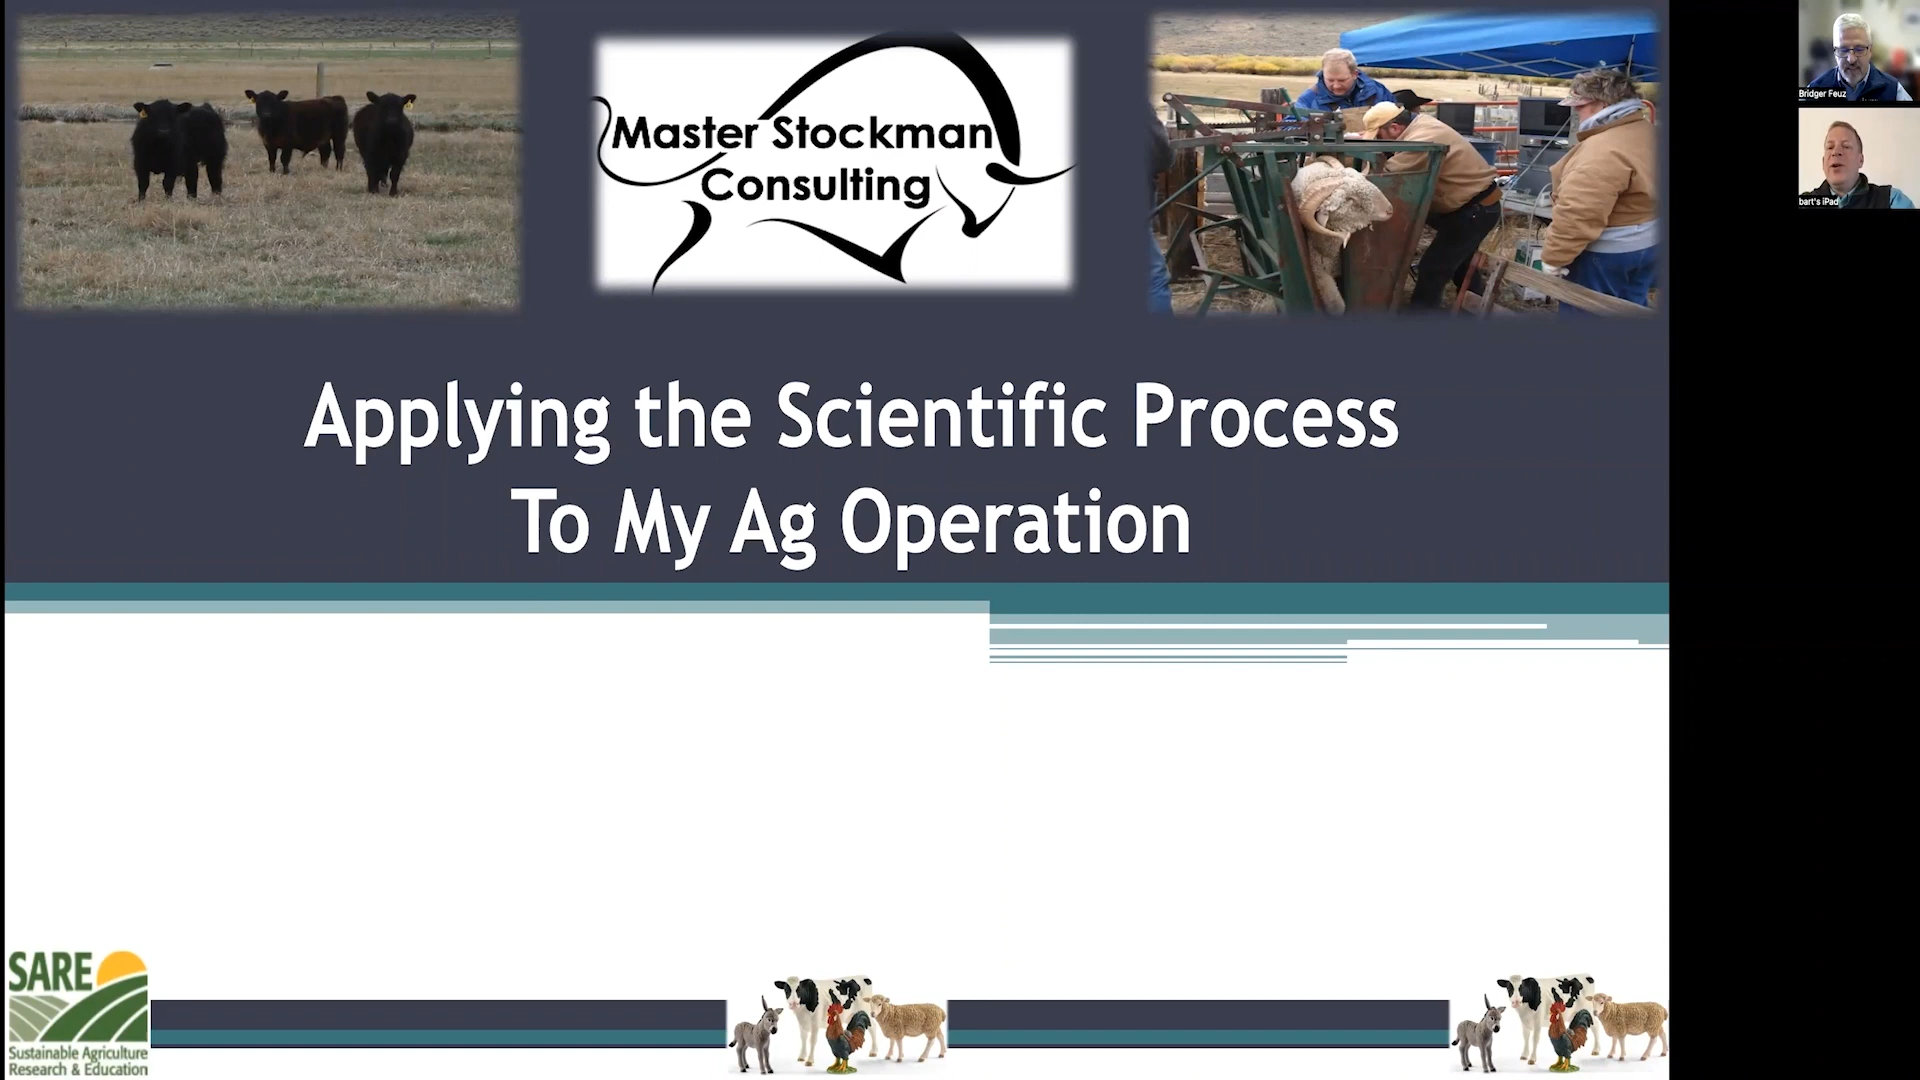 Master Stockman
Consulting
Bridger Feuz
bart's iPad
Applying the Scientific Process
To My Ag Operation
SARE
Sustainable Agriculture
Research & Education